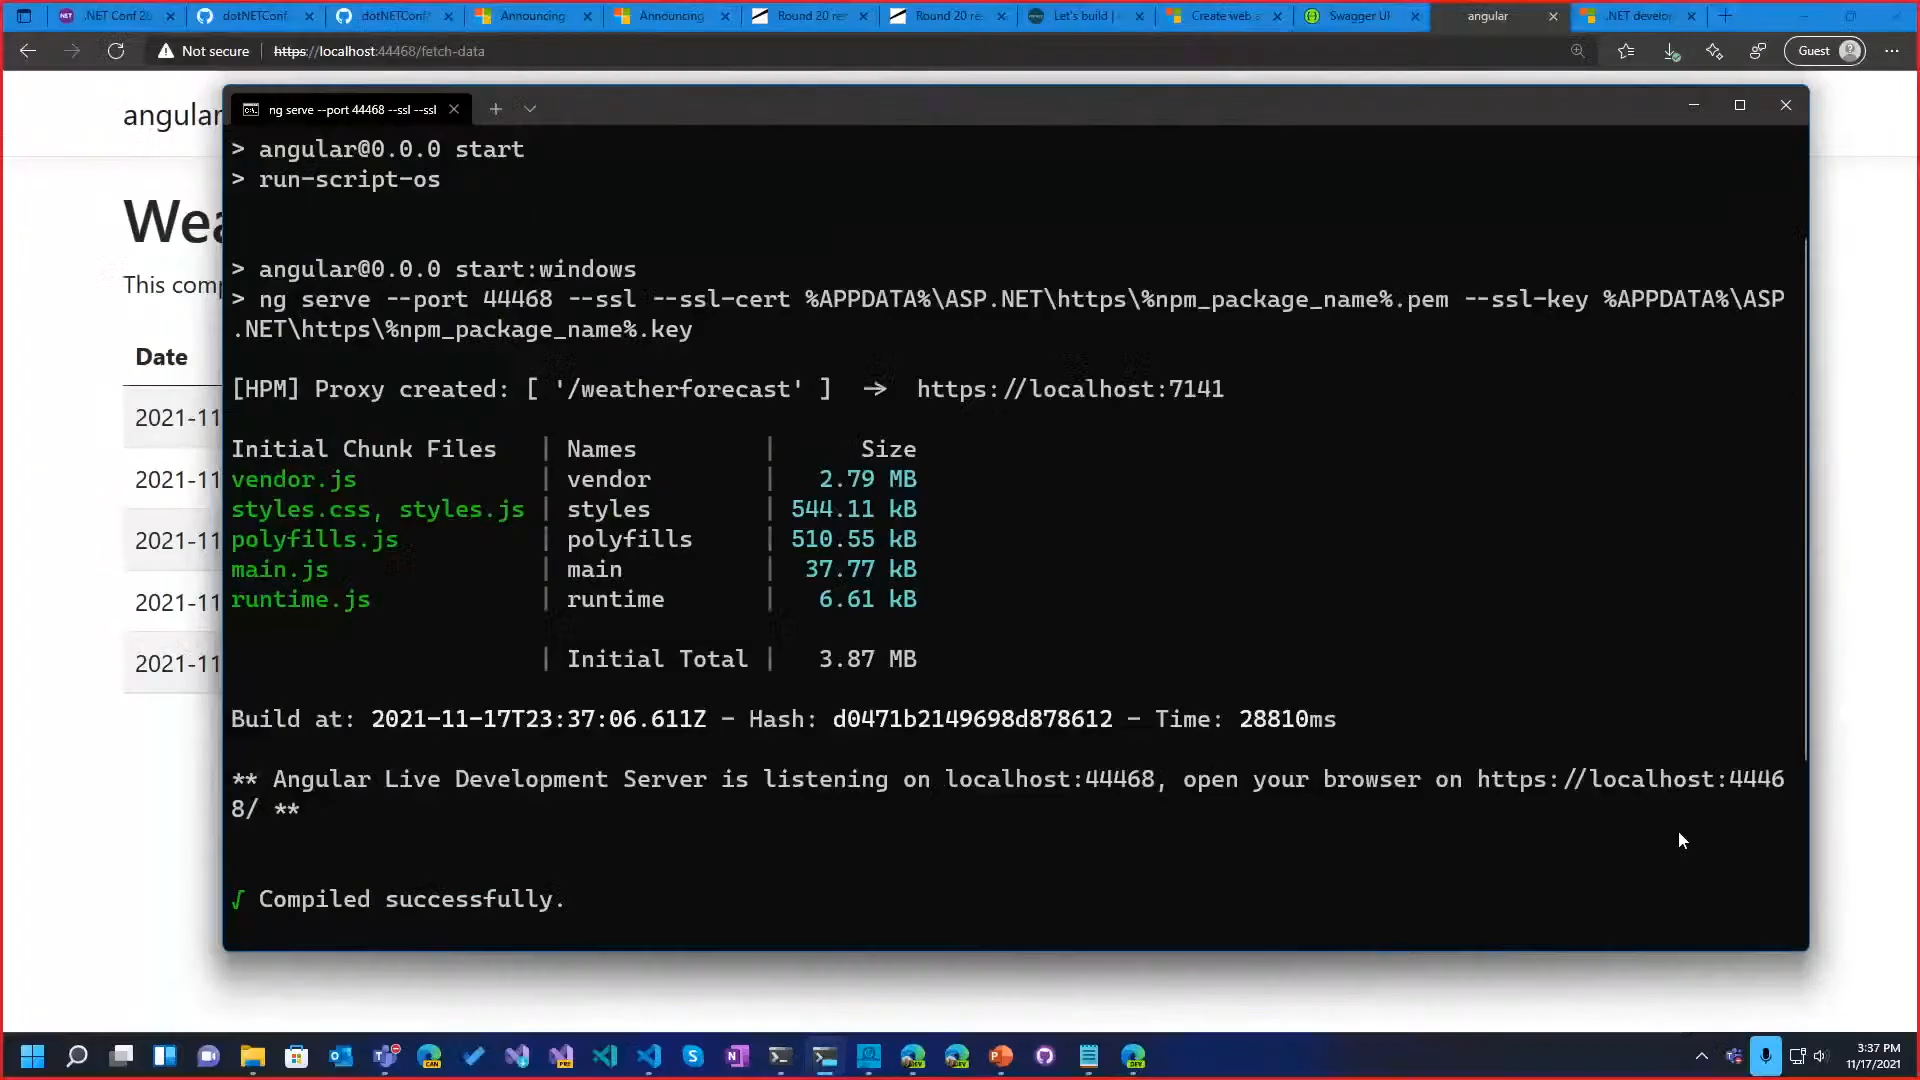 .NET Conf 20
dotNETConf
dotNETConf
Announcing
Announcing
Round 20 re
Round 20 re
Let's build
Create web
Swagger UI
angular
.NET develo
Not secure
https://localhost:44468/fetch-data
Guest
angular
ng serve --port 44468 --ssl --ssl
> angular@0.0.0 start
> run-script-os
Wea
> angular@0.0.0 start:windows
This comp
> ng serve --port 44468 --ssl --ssl-cert %APPDATA%\ASP.NET\https\%npm_package_name%.pem --ssl-key %APPDATA%\ASP
.NET\https\%npm_package_name%.key
Date
[HPM] Proxy created: [ '/weatherforecast' ] -> https://localhost:7141
2021-11
Initial Chunk Files | Names | Size
vendor.js | vendor | 2.79 MB
2021-11
styles.css, styles.js | styles | 544.11 kB
polyfills.js | polyfills | 510.55 kB
2021-11
main.js | main | 37.77 kB
runtime.js | runtime | 6.61 kB
2021-11
| Initial Total | 3.87 MB
2021-11
Build at: 2021-11-17T23:37:06.611Z - Hash: d0471b2149698d878612 - Time: 28810ms
** Angular Live Development Server is listening on localhost:44468, open your browser on https://localhost:4446
8/ **
√ Compiled successfully.
3:37 PM
11/17/2021